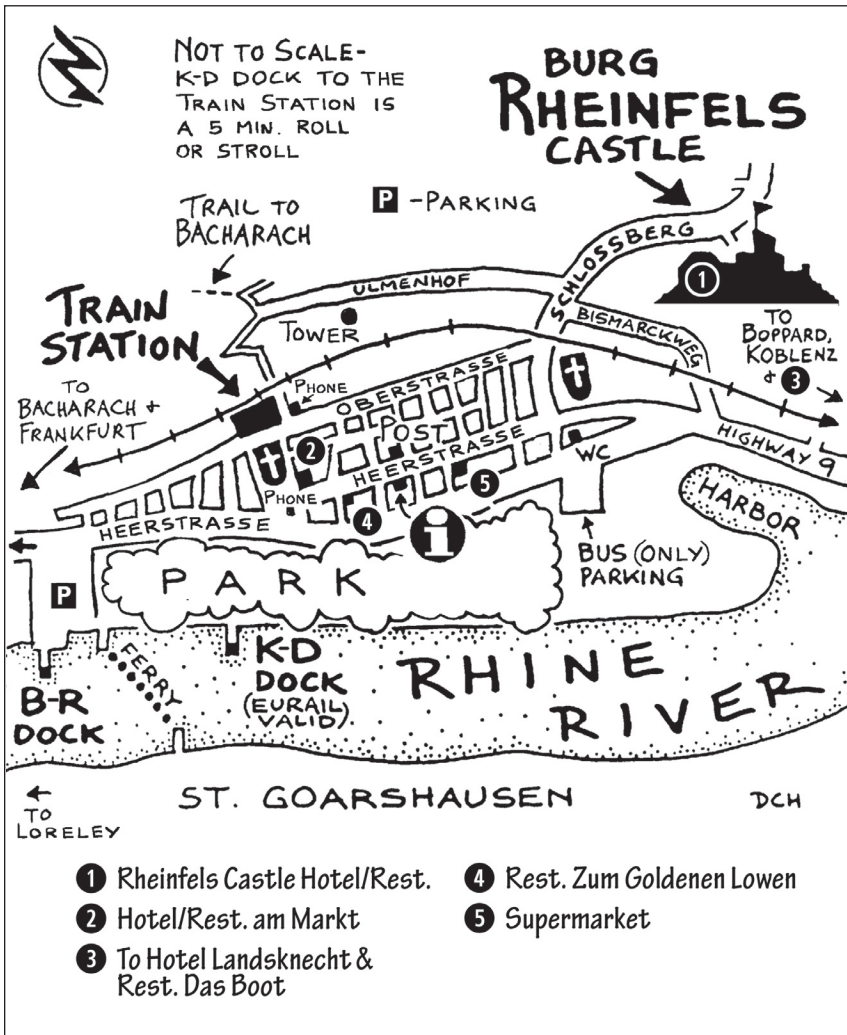 NOT TO SCALE-
K-D DOCK TO THE
TRAIN STATION IS
A 5 MIN. ROLL
OR STROLL
BURG
RHEINFELS
CASTLE
TRAIL TO
BACHARACH
P -PARKING
SCHLOSSBERG
1
ULMENHOF
TRAIN
STATION
TOWER
BISMARCKWEG
TO
BOPPARD,
KOBLENZ
& 3
TO
BACHARACH +
FRANKFURT
PHONE
OBERSTRASSE
2
POST
HEERSTRASSE
WC
HIGHWAY 9
PHONE
5
HEERSTRASSE
4
i
HARBOR
BUS (ONLY)
PARKING
PARK
P
FERRY
B-R
DOCK
K-D
DOCK
(EURAIL
VALID)
RHINE
RIVER
TO
LORELEY
ST. GOARSHAUSEN
DCH
1 Rheinfels Castle Hotel/Rest.
2 Hotel/Rest. am Markt
3 To Hotel Landsknecht &
Rest. Das Boot
4 Rest. Zum Goldenen Lowen
5 Supermarket